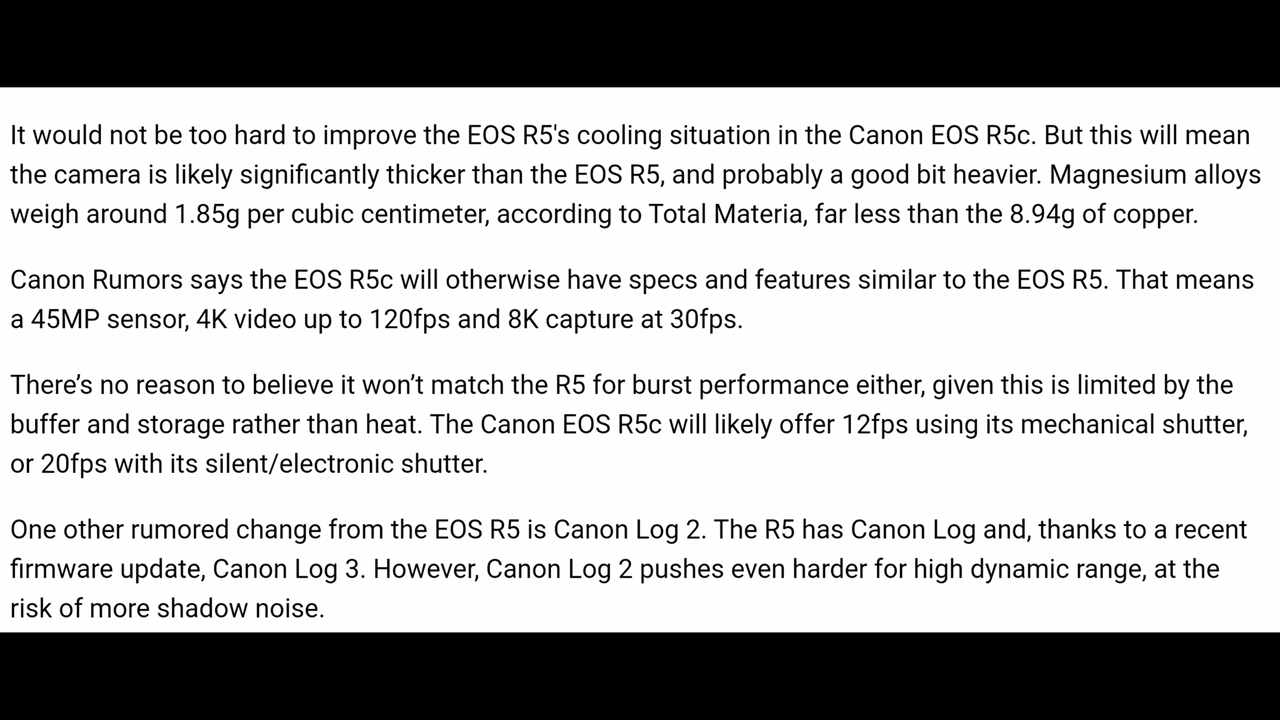 It would not be too hard to improve the EOS R5's cooling situation in the Canon EOS R5c. But this will mean
the camera is likely significantly thicker than the EOS R5, and probably a good bit heavier. Magnesium alloys
weigh around 1.85g per cubic centimeter, according to Total Materia, far less than the 8.94g of copper.
Canon Rumors says the EOS R5c will otherwise have specs and features similar to the EOS R5. That means
a 45MP sensor, 4K video up to 120fps and 8K capture at 30fps.
There’s no reason to believe it won’t match the R5 for burst performance either, given this is limited by the
buffer and storage rather than heat. The Canon EOS R5c will likely offer 12fps using its mechanical shutter,
or 20fps with its silent/electronic shutter.
One other rumored change from the EOS R5 is Canon Log 2. The R5 has Canon Log and, thanks to a recent
firmware update, Canon Log 3. However, Canon Log 2 pushes even harder for high dynamic range, at the
risk of more shadow noise.